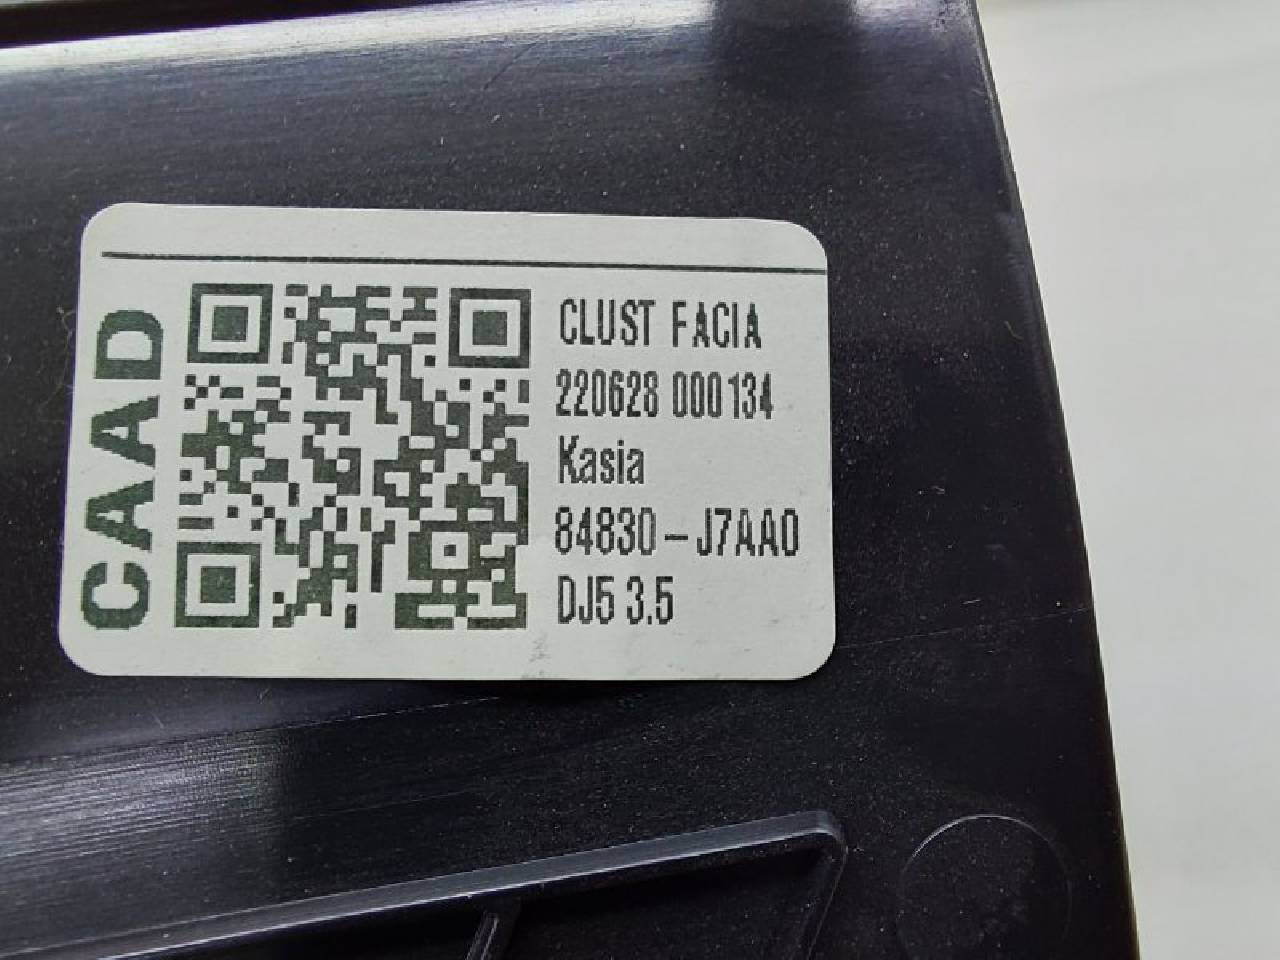 CAAD
CLUST FACIA
220628 000134
Kasia
84830-J7AA0
DJ5 3.5